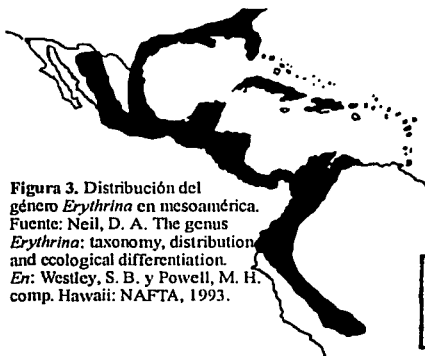 Figura 3. Distribución del
género Erythrina en mesoamérica.
Fuente: Neil, D. A. The genus
Erythrina: taxonomy, distribution,
and ecological differentiation.
En: Westley, S. B. y Powell, M. H.
comp. Hawaii: NAFTA, 1993.